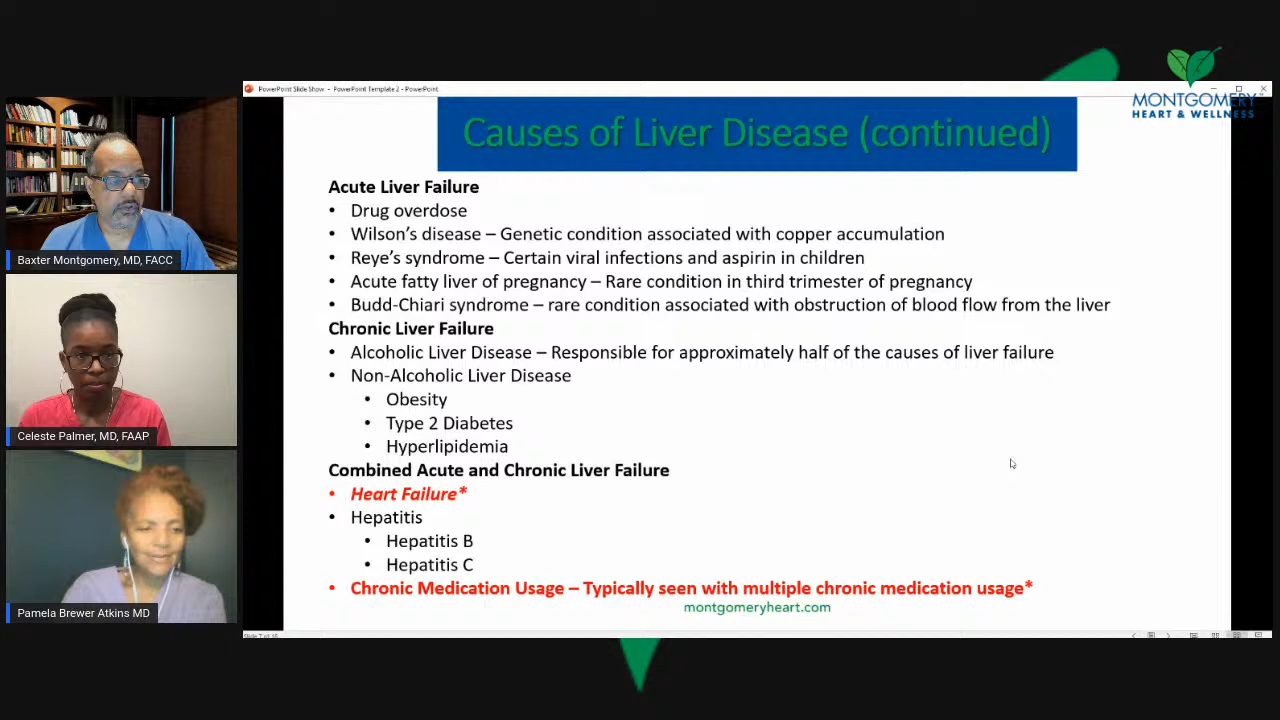 MONTGOMERY
HEART & WELLNESS
PowerPoint Slide Show - PowerPoint Template 2 - PowerPoint
Causes of Liver Disease (continued)
Acute Liver Failure
• Drug overdose
• Wilson's disease – Genetic condition associated with copper accumulation
• Reye's syndrome – Certain viral infections and aspirin in children
• Acute fatty liver of pregnancy – Rare condition in third trimester of pregnancy
• Budd-Chiari syndrome – rare condition associated with obstruction of blood flow from the liver
Chronic Liver Failure
• Alcoholic Liver Disease – Responsible for approximately half of the causes of liver failure
• Non-Alcoholic Liver Disease
• Obesity
• Type 2 Diabetes
• Hyperlipidemia
Combined Acute and Chronic Liver Failure
• Heart Failure*
• Hepatitis
• Hepatitis B
• Hepatitis C
• Chronic Medication Usage – Typically seen with multiple chronic medication usage*
montgomeryheart.com
Baxter Montgomery, MD, FACC
Celeste Palmer, MD, FAAP
Pamela Brewer Atkins MD